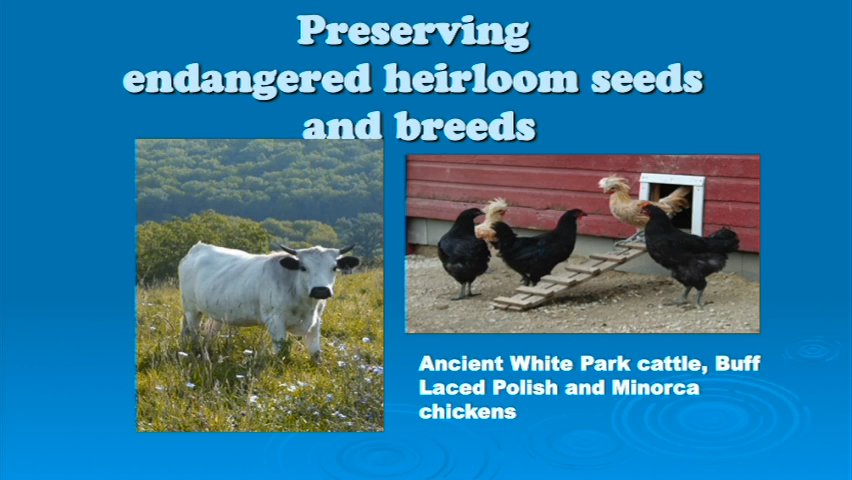 Preserving
endangered heirloom seeds
and breeds
Ancient White Park cattle, Buff
Laced Polish and Minorca
chickens